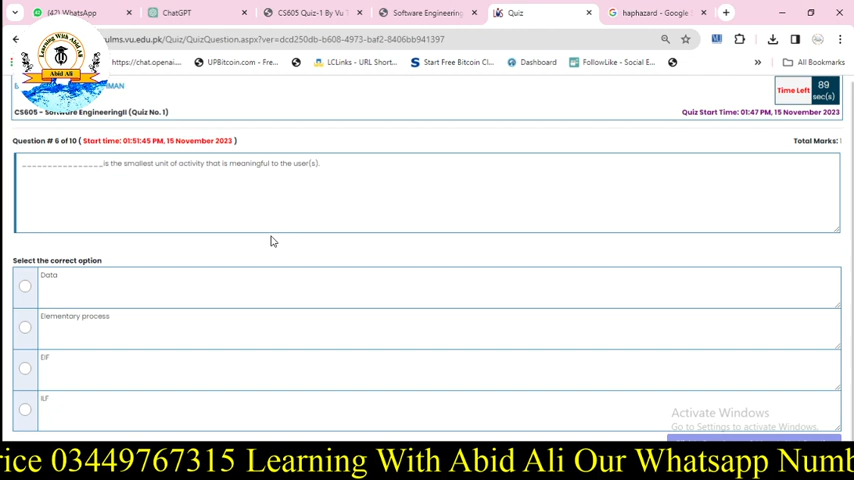 (47) WhatsApp
ChatGPT
CS605 Quiz-1 By Vu T
Software Engineering
Quiz
haphazard - Google
ulms.vu.edu.pk/Quiz/QuizQuestion.aspx?ver=dcd250db-b608-4973-baf2-8406bb941397
https://chat.openai...
UPBitcoin.com - Fre...
LCLinks - URL Short...
Start Free Bitcoin Cl...
Dashboard
FollowLike - Social E...
All Bookmarks
Learning With Abid Ali
Abid Ali
MAN
Time Left
89
sec(s)
CS605 - Software EngineeringII (Quiz No. 1)
Quiz Start Time: 01:47 PM, 15 November 2023
Question # 6 of 10 ( Start time: 01:51:45 PM, 15 November 2023 )
Total Marks: 1
________________is the smallest unit of activity that is meaningful to the user(s).
Select the correct option
Data
Elementary process
EIF
ILF
Activate Windows
Go to Settings to activate Windows.
rice 03449767315 Learning With Abid Ali Our Whatsapp Numb